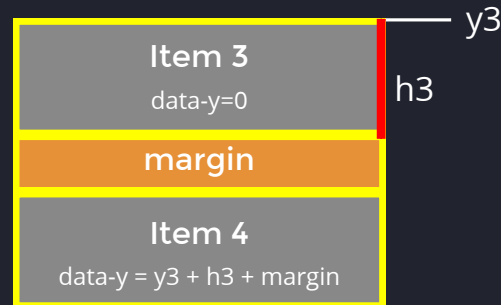 y3
Item 3
data-y=0
h3
margin
Item 4
data-y = y3 + h3 + margin